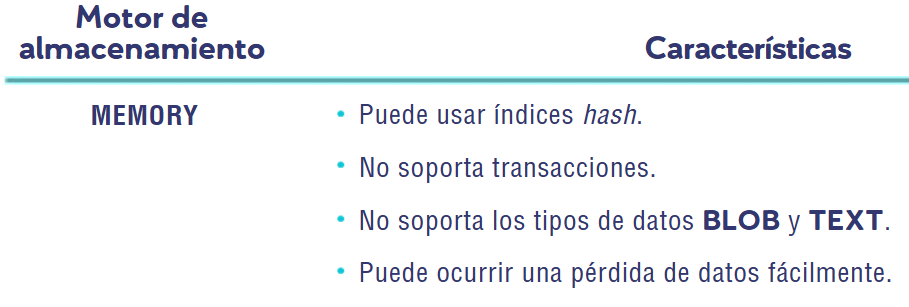 Motor de
almacenamiento
Características
MEMORY
• Puede usar índices hash.
• No soporta transacciones.
• No soporta los tipos de datos BLOB y TEXT.
• Puede ocurrir una pérdida de datos fácilmente.